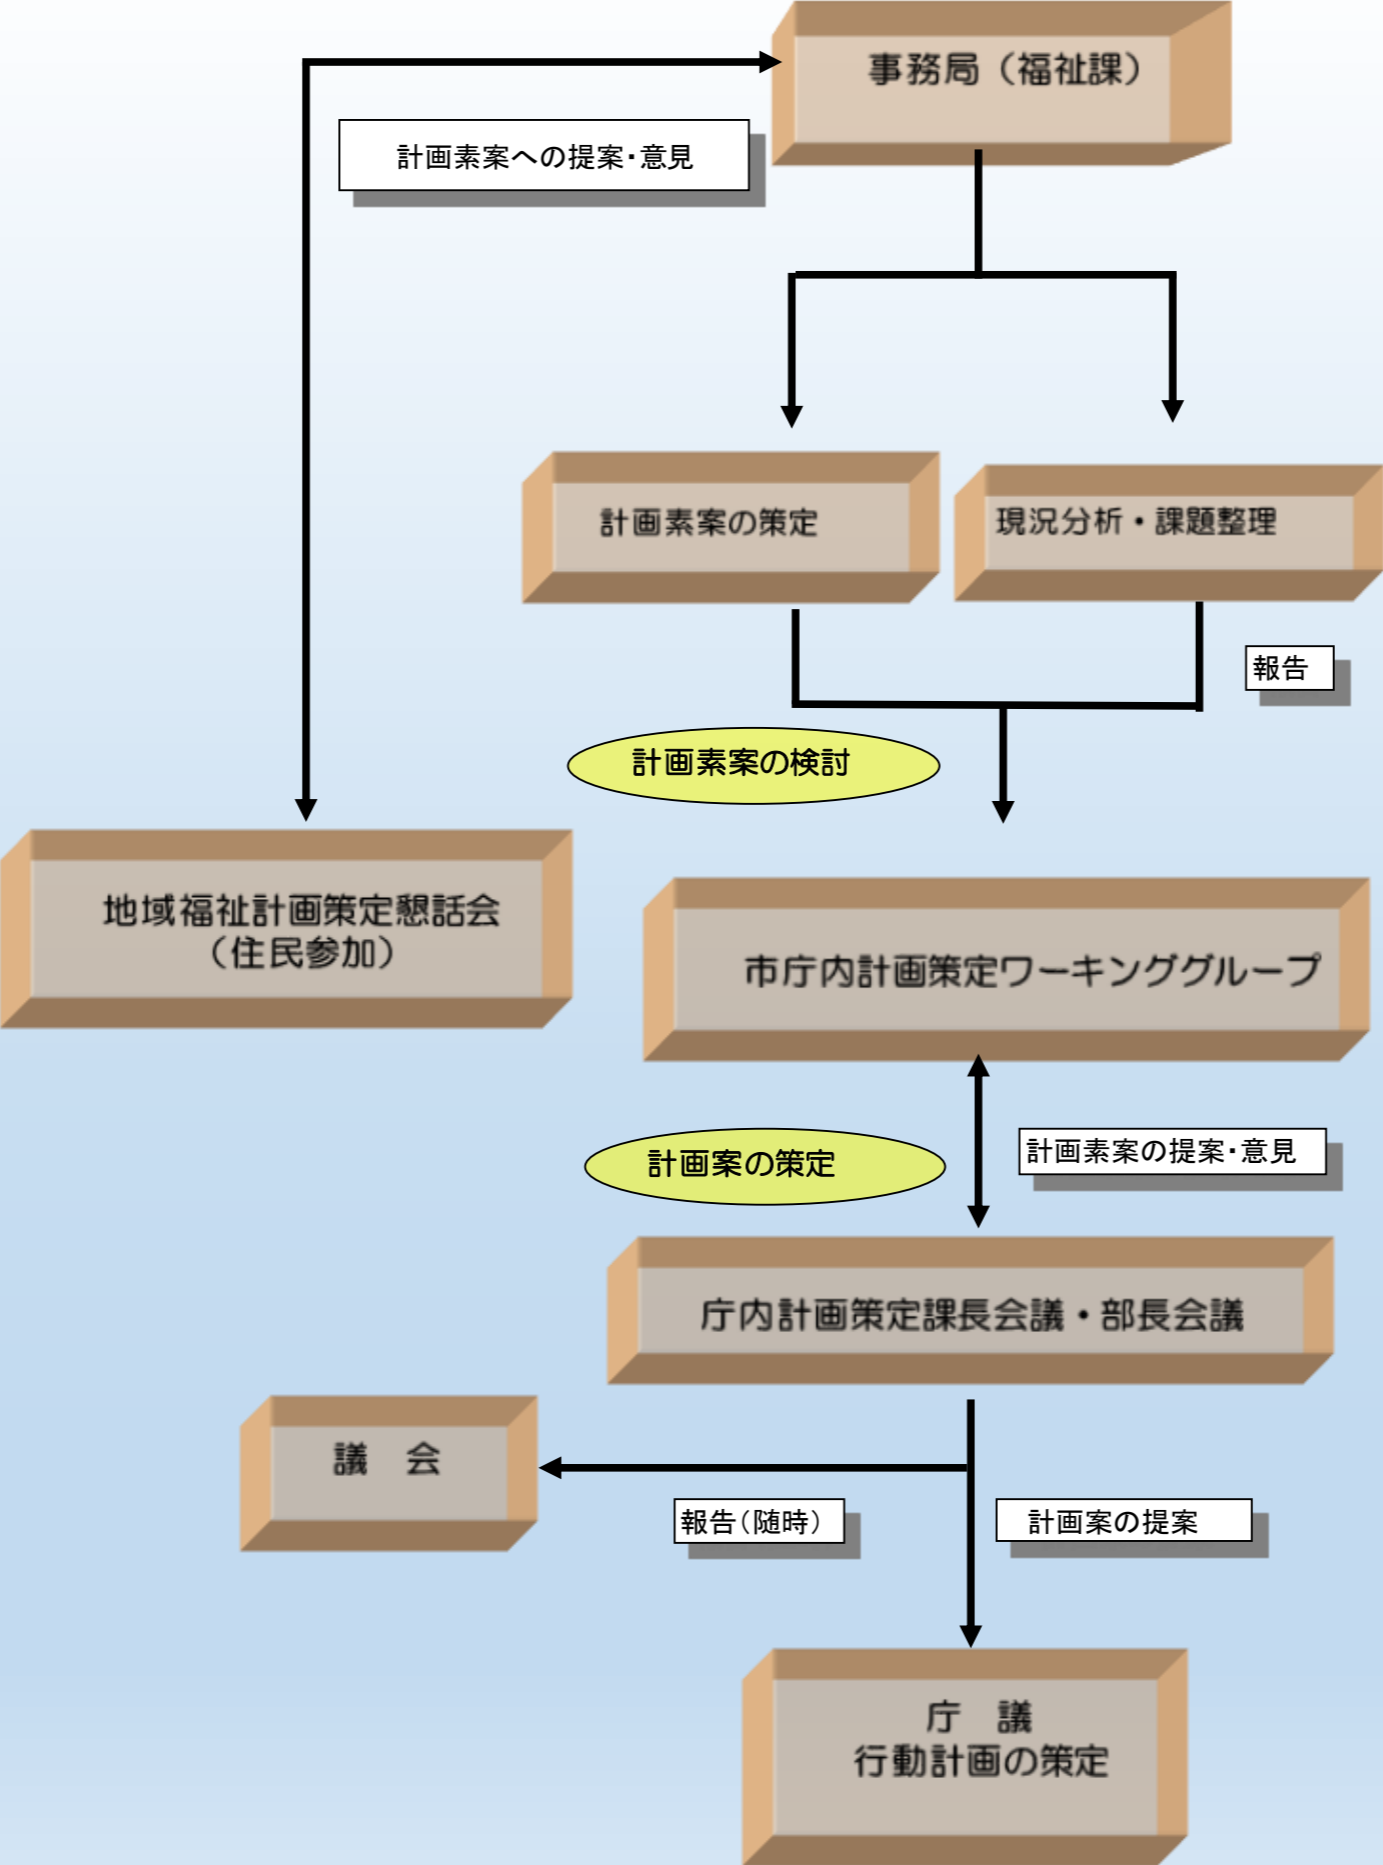 事務局（福祉課）
計画素案への提案・意見
計画素案の策定
現況分析・課題整理
報告
計画素案の検討
地域福祉計画策定懇話会
（住民参加）
市庁内計画策定ワーキンググループ
計画案の策定
計画素案の提案・意見
庁内計画策定課長会議・部長会議
議　会
報告（随時）
計画案の提案
庁　議
行動計画の策定